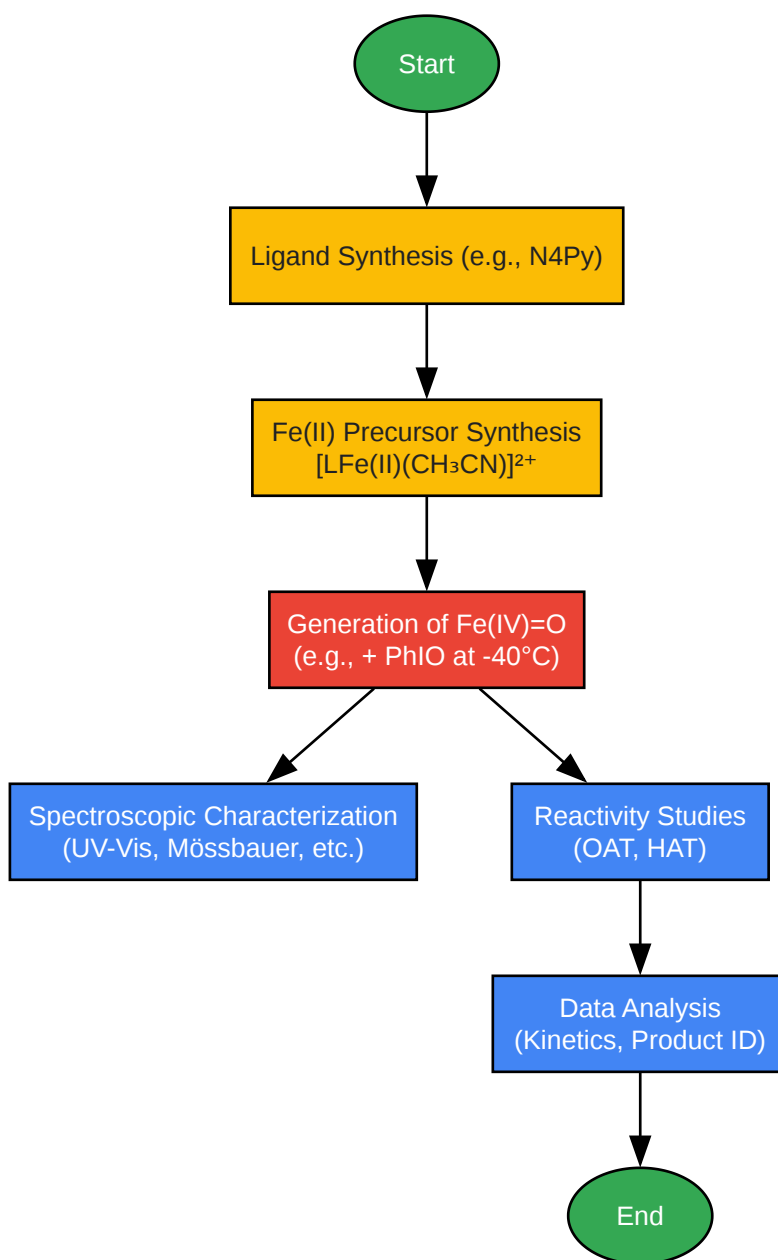 Start
Ligand Synthesis (e.g., N4Py)
Fe(II) Precursor Synthesis
[LFe(II)(CH₃CN)]²⁺
Generation of Fe(IV)=O
(e.g., + PhIO at -40°C)
Spectroscopic Characterization
(UV-Vis, Mössbauer, etc.)
Reactivity Studies
(OAT, HAT)
Data Analysis
(Kinetics, Product ID)
End